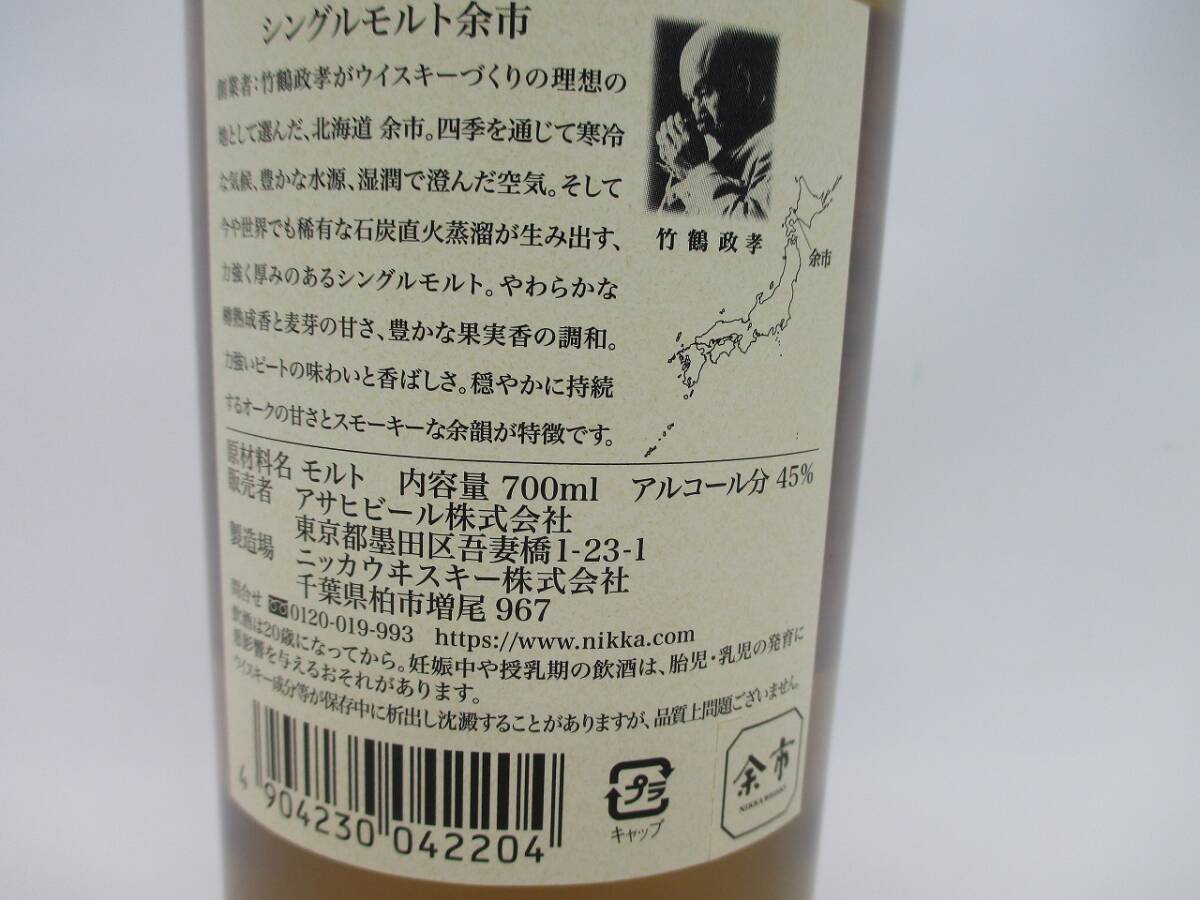 シングルモルト余市
創業者:竹鶴政孝がウイスキーづくりの理想の
地として選んだ、北海道 余市。四季を通じて寒冷
な気候、豊かな水源、湿潤で澄んだ空気。そして
今や世界でも稀有な石炭直火蒸溜が生み出す、
力強く厚みのあるシングルモルト。やわらかな
樽熟成香と麦芽の甘さ、豊かな果実香の調和。
力強いピートの味わいと香ばしさ。穏やかに持続
するオークの甘さとスモーキーな余韻が特徴です。
竹鶴政孝
余市
原材料名 モルト 内容量 700ml アルコール分 45%
販売者 アサヒビール株式会社
東京都墨田区吾妻橋1-23-1
製造場 ニッカウヰスキー株式会社
千葉県柏市増尾967
問合せ 0120-019-993 https://www.nikka.com
飲酒は20歳になってから。妊娠中や授乳期の飲酒は、胎児・乳児の発育に
悪影響を与えるおそれがあります。
ウイスキー成分等が保存中に析出し沈澱することがありますが、品質上問題ございません。
4 904230 042204
プラ
キャップ
余市
NIKKA WHISKY